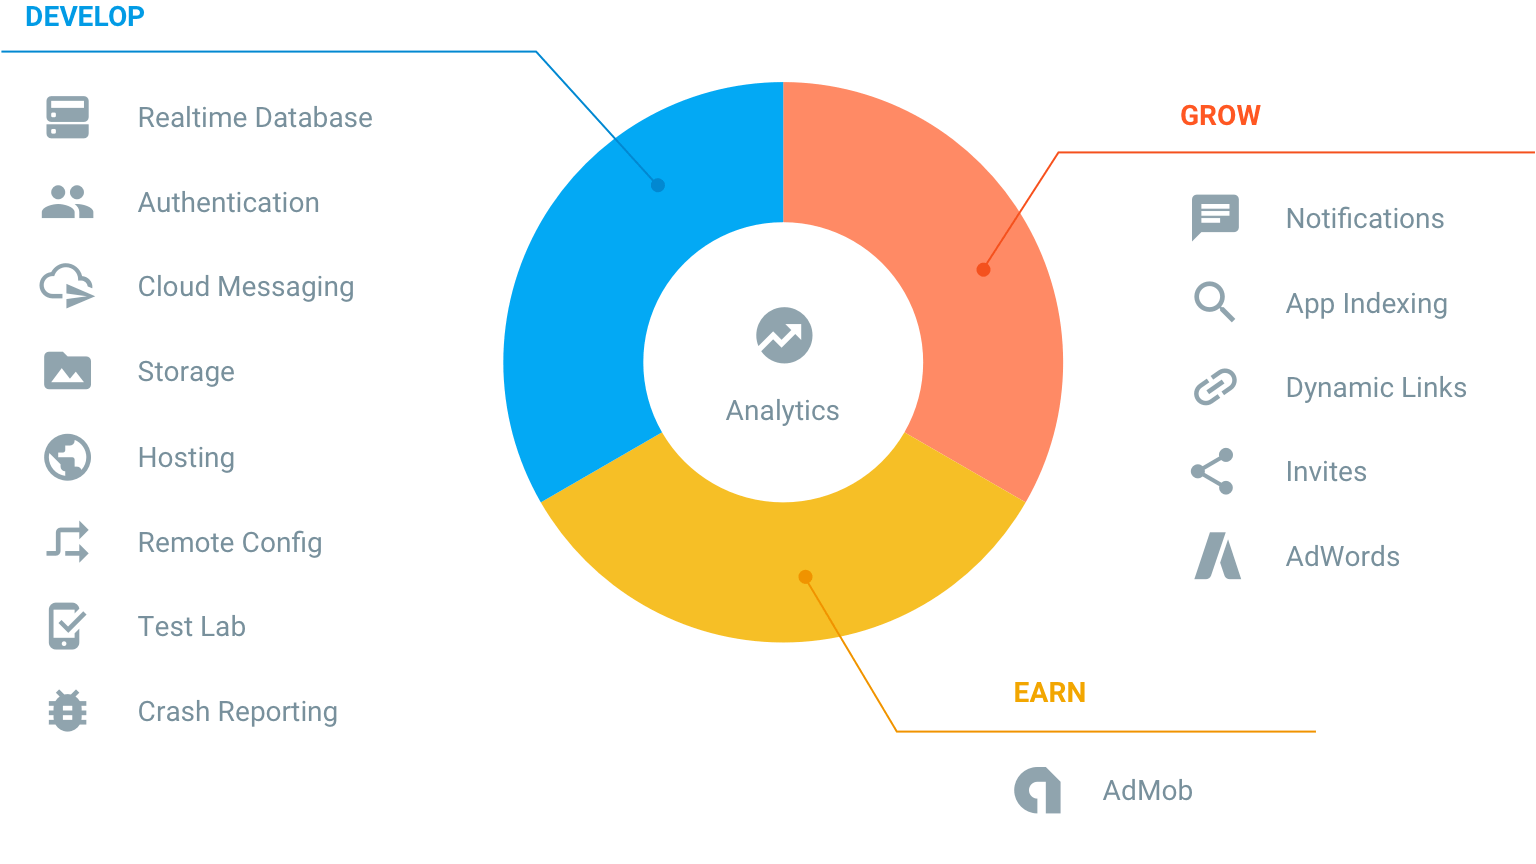 DEVELOP
Realtime Database
Authentication
Cloud Messaging
Storage
Hosting
Remote Config
Test Lab
Crash Reporting
Analytics
GROW
Notifications
App Indexing
Dynamic Links
Invites
AdWords
EARN
AdMob